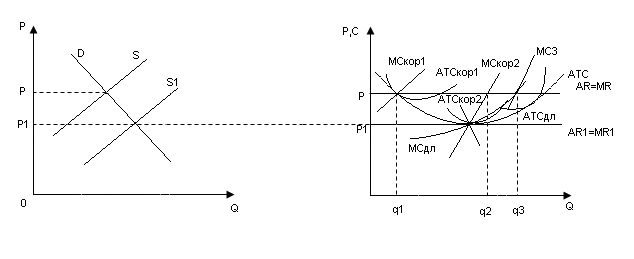 P
D
S
S1
P
P1
0
Q
P,C
MCкор1
ATCкор1
MCкор2
MC3
ATC
AR=MR
P
ATCкор2
ATCдл
P1
AR1=MR1
MCдл
q1
q2
q3
Q